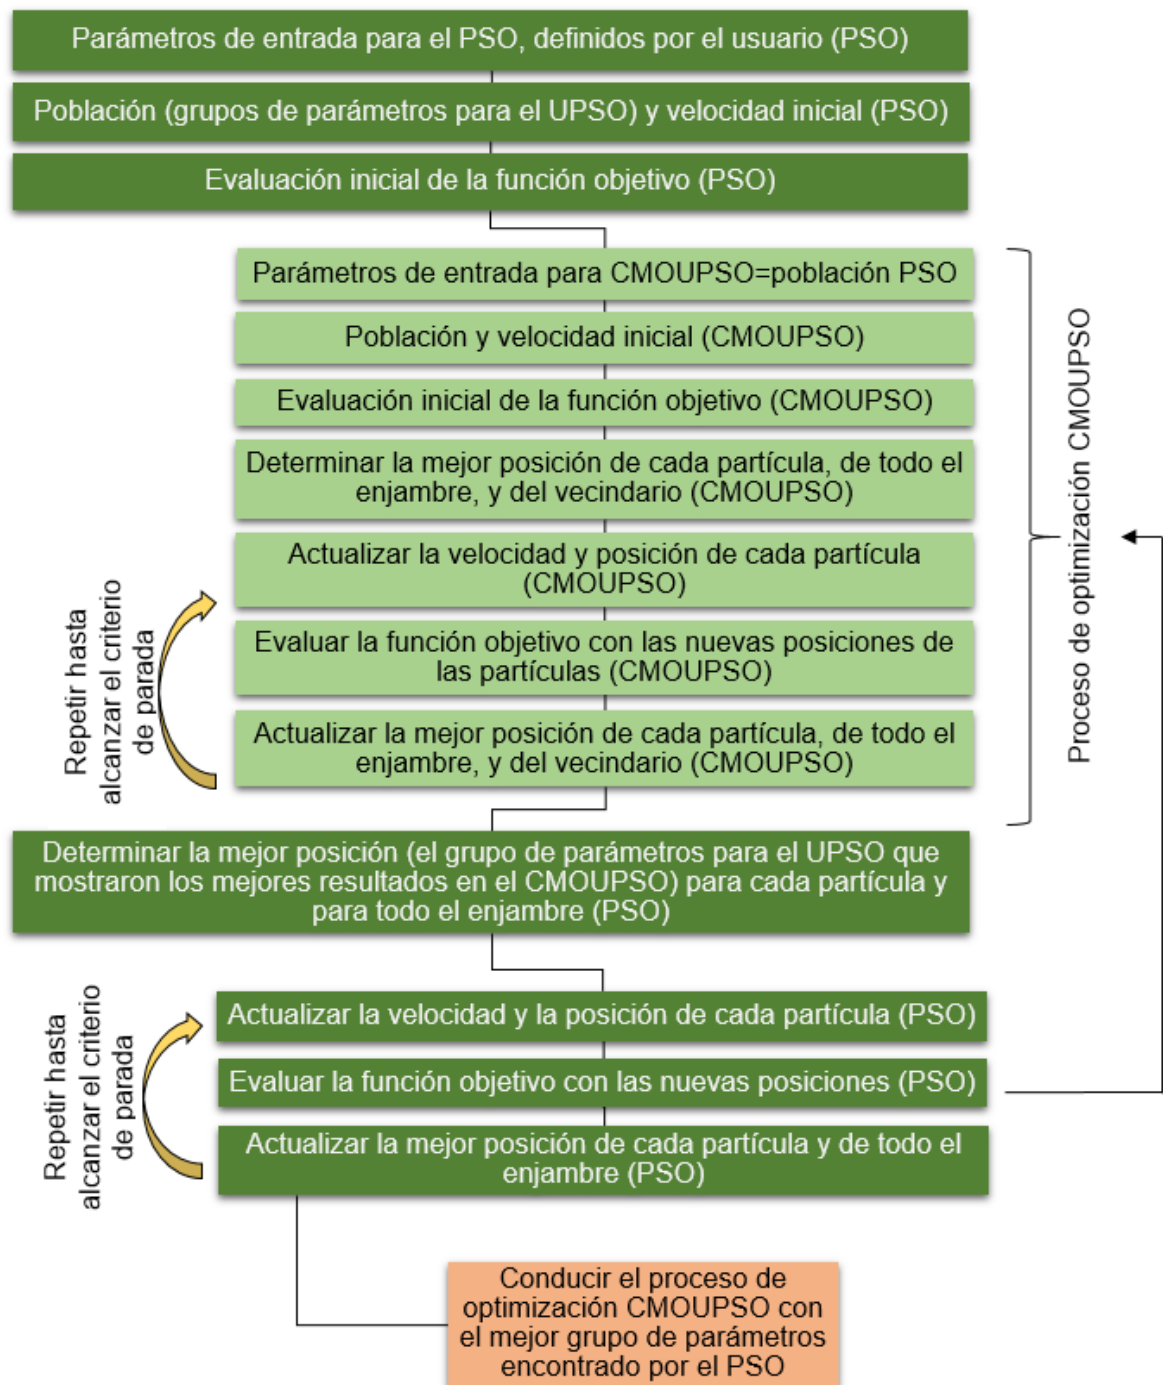 Parámetros de entrada para el PSO, definidos por el usuario (PSO)
Población (grupos de parámetros para el UPSO) y velocidad inicial (PSO)
Evaluación inicial de la función objetivo (PSO)
Parámetros de entrada para CMOUPSO=población PSO
Población y velocidad inicial (CMOUPSO)
Evaluación inicial de la función objetivo (CMOUPSO)
Determinar la mejor posición de cada partícula, de todo el
enjambre, y del vecindario (CMOUPSO)
Actualizar la velocidad y posición de cada partícula
(CMOUPSO)
Evaluar la función objetivo con las nuevas posiciones de
las partículas (CMOUPSO)
Actualizar la mejor posición de cada partícula, de todo el
enjambre, y del vecindario (CMOUPSO)
Repetir hasta
alcanzar el criterio
de parada
Proceso de optimización CMOUPSO
Determinar la mejor posición (el grupo de parámetros para el UPSO que
mostraron los mejores resultados en el CMOUPSO) para cada partícula y
para todo el enjambre (PSO)
Actualizar la velocidad y la posición de cada partícula (PSO)
Evaluar la función objetivo con las nuevas posiciones (PSO)
Actualizar la mejor posición de cada partícula y de todo el
enjambre (PSO)
Repetir hasta
alcanzar el criterio
de parada
Conducir el proceso de
optimización CMOUPSO con
el mejor grupo de parámetros
encontrado por el PSO